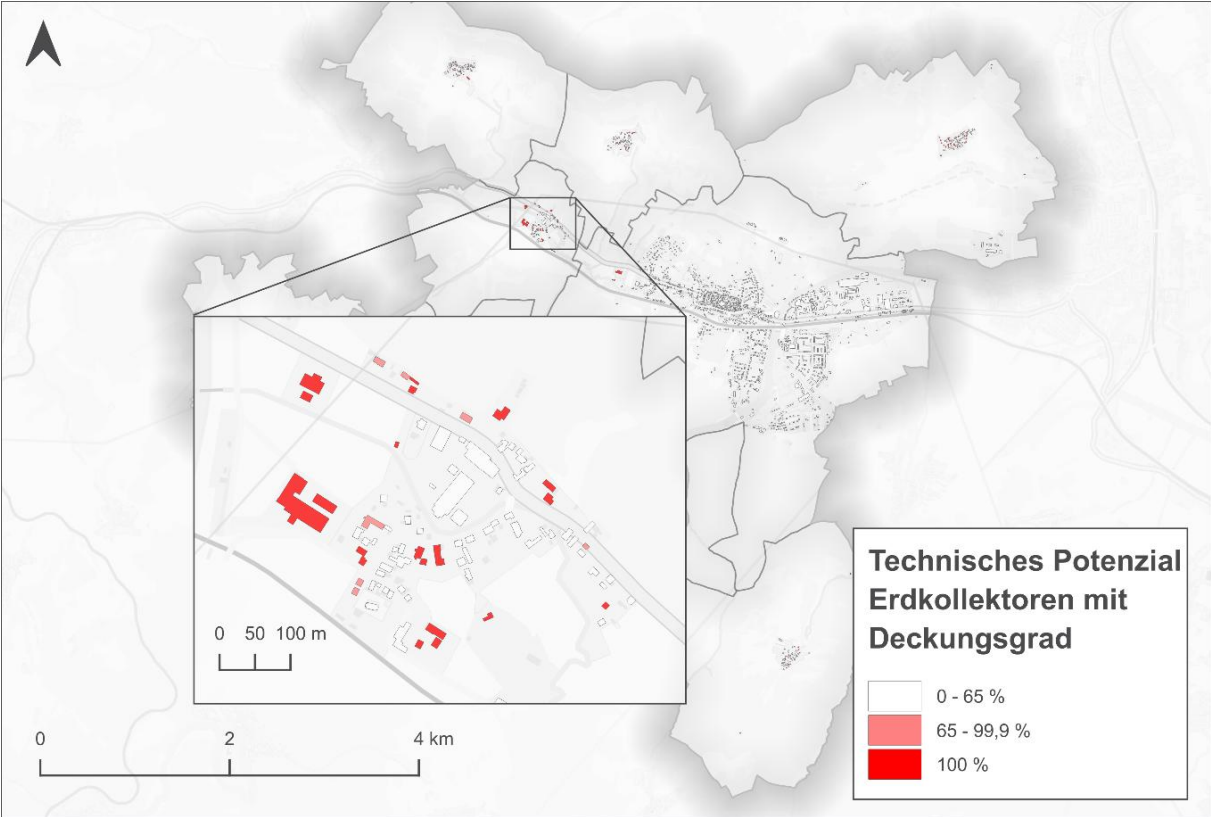 Technisches Potenzial
Erdkollektoren mit
Deckungsgrad
0 - 65 %
65 - 99,9 %
100 %
0 50 100 m
0 2 4 km